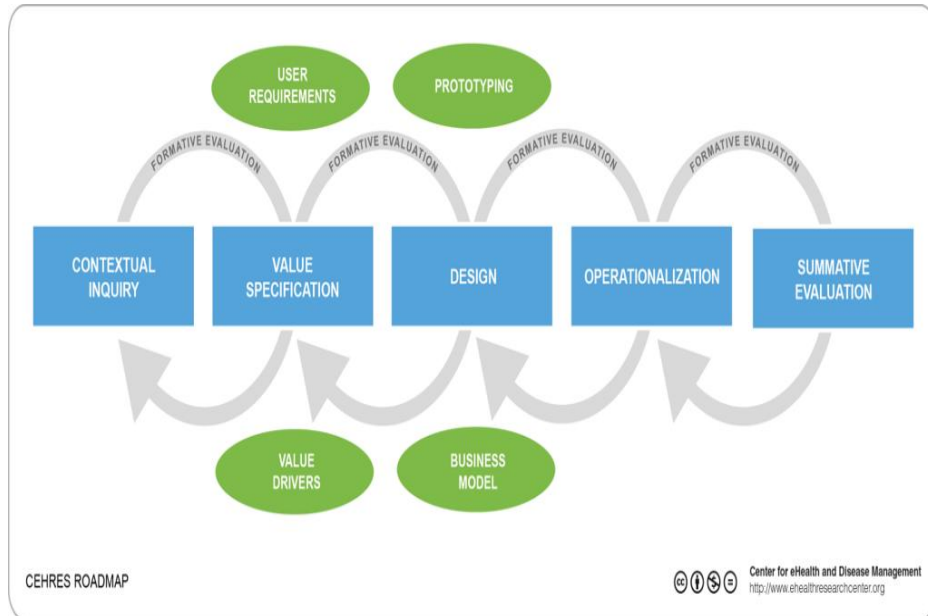 USER
REQUIREMENTS
PROTOTYPING
FORMATIVE EVALUATION
FORMATIVE EVALUATION
FORMATIVE EVALUATION
FORMATIVE EVALUATION
CONTEXTUAL
INQUIRY
VALUE
SPECIFICATION
DESIGN
OPERATIONALIZATION
SUMMATIVE
EVALUATION
VALUE
DRIVERS
BUSINESS
MODEL
CEHRES ROADMAP
cc
Center for eHealth and Disease Management
http://www.ehealthresearchcenter.org